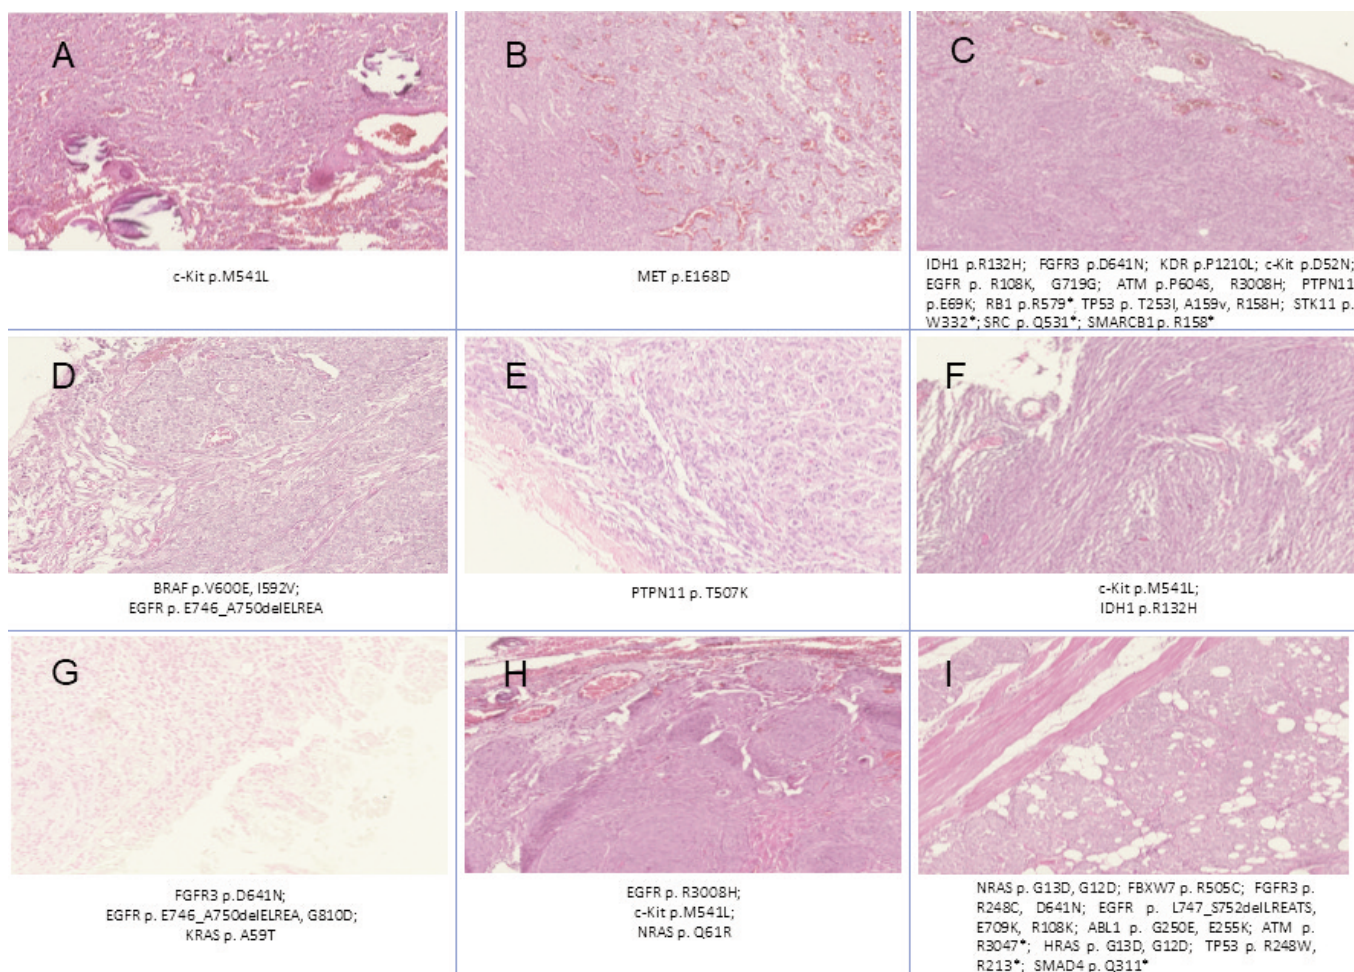 A
B
C
c-Kit p.M541L
MET p.E168D
IDH1 p.R132H; FGFR3 p.D641N; KDR p.P1210L; c-Kit p.D52N;
EGFR p. R108K, G719G; ATM p.P604S, R3008H; PTPN11
p.E69K; RB1 p.R579*, TP53 p. T253I, A159v, R158H; STK11 p.
W332*; SRC p. Q531*; SMARCB1 p. R158*
D
E
F
BRAF p.V600E, I592V;
EGFR p. E746_A750delELREA
PTPN11 p. T507K
c-Kit p.M541L;
IDH1 p.R132H
G
H
I
FGFR3 p.D641N;
EGFR p. E746_A750delELREA, G810D;
KRAS p. A59T
EGFR p. R3008H;
c-Kit p.M541L;
NRAS p. Q61R
NRAS p. G13D, G12D; FBXW7 p. R505C; FGFR3 p.
R248C, D641N; EGFR p. L747_S752delLREATS,
E709K, R108K; ABL1 p. G250E, E255K; ATM p.
R3047*; HRAS p. G13D, G12D; TP53 p. R248W,
R213*; SMAD4 p. Q311*